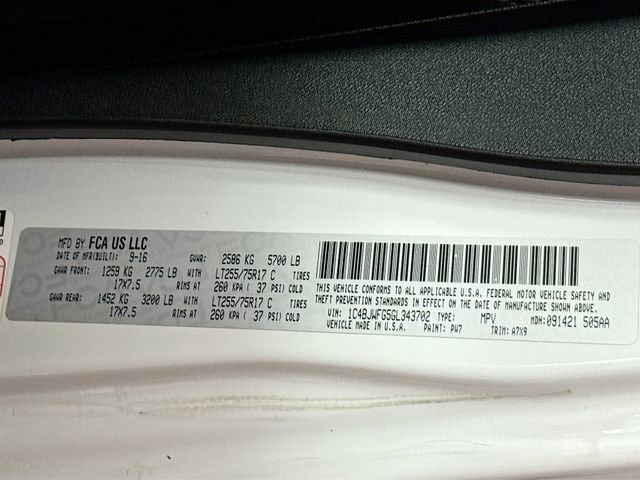 MFD BY FCA US LLC
DATE OF MFR(BUILT): 9-16 GVWR: 2586 KG 5700 LB
GAWR FRONT: 1259 KG 2775 LB WITH LT255/75R17 C TIRES
17X7.5 RIMS AT 260 KPA ( 37 PSI) COLD
GAWR REAR: 1452 KG 3200 LB WITH LT255/75R17 C TIRES
17X7.5 RIMS AT 260 KPA ( 37 PSI) COLD
THIS VEHICLE CONFORMS TO ALL APPLICABLE U.S.A. FEDERAL MOTOR VEHICLE SAFETY AND
THEFT PREVENTION STANDARDS IN EFFECT ON THE DATE OF MANUFACTURE SHOWN ABOVE.
VIN: 1C4BJWFG5GL343702 TYPE: MPV MDH: 091421 505AA
VEHICLE MADE IN U.S.A. PAINT: PW7 TRIM: A7X9